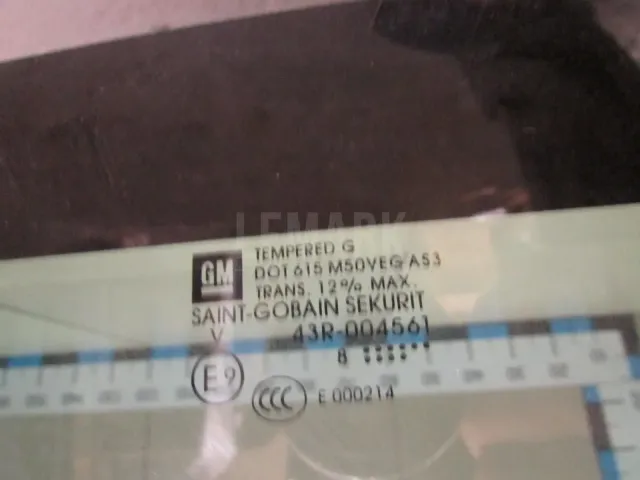 LEMARK
GM
TEMPERED G
DOT 615 M50VEG AS3
TRANS. 12% MAX.
SAINT-GOBAIN SEKURIT
V 43R-004561
8
E9
CCC E 000214